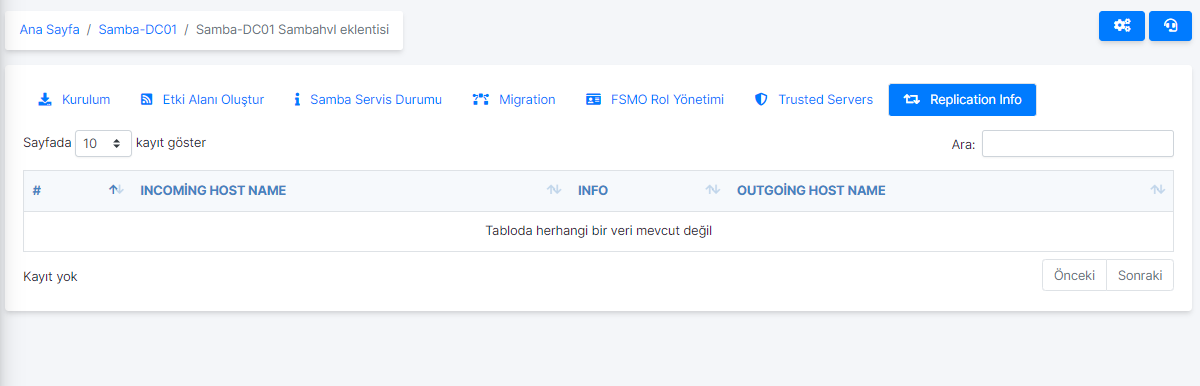 Ana Sayfa / Samba-DC01 / Samba-DC01 Sambahvl eklentisi
Kurulum Etki Alanı Oluştur Samba Servis Durumu Migration FSMO Rol Yönetimi Trusted Servers Replication Info
Sayfada 10 kayıt göster Ara:
# INCOMİNG HOST NAME INFO OUTGOİNG HOST NAME
Tabloda herhangi bir veri mevcut değil
Kayıt yok Önceki Sonraki